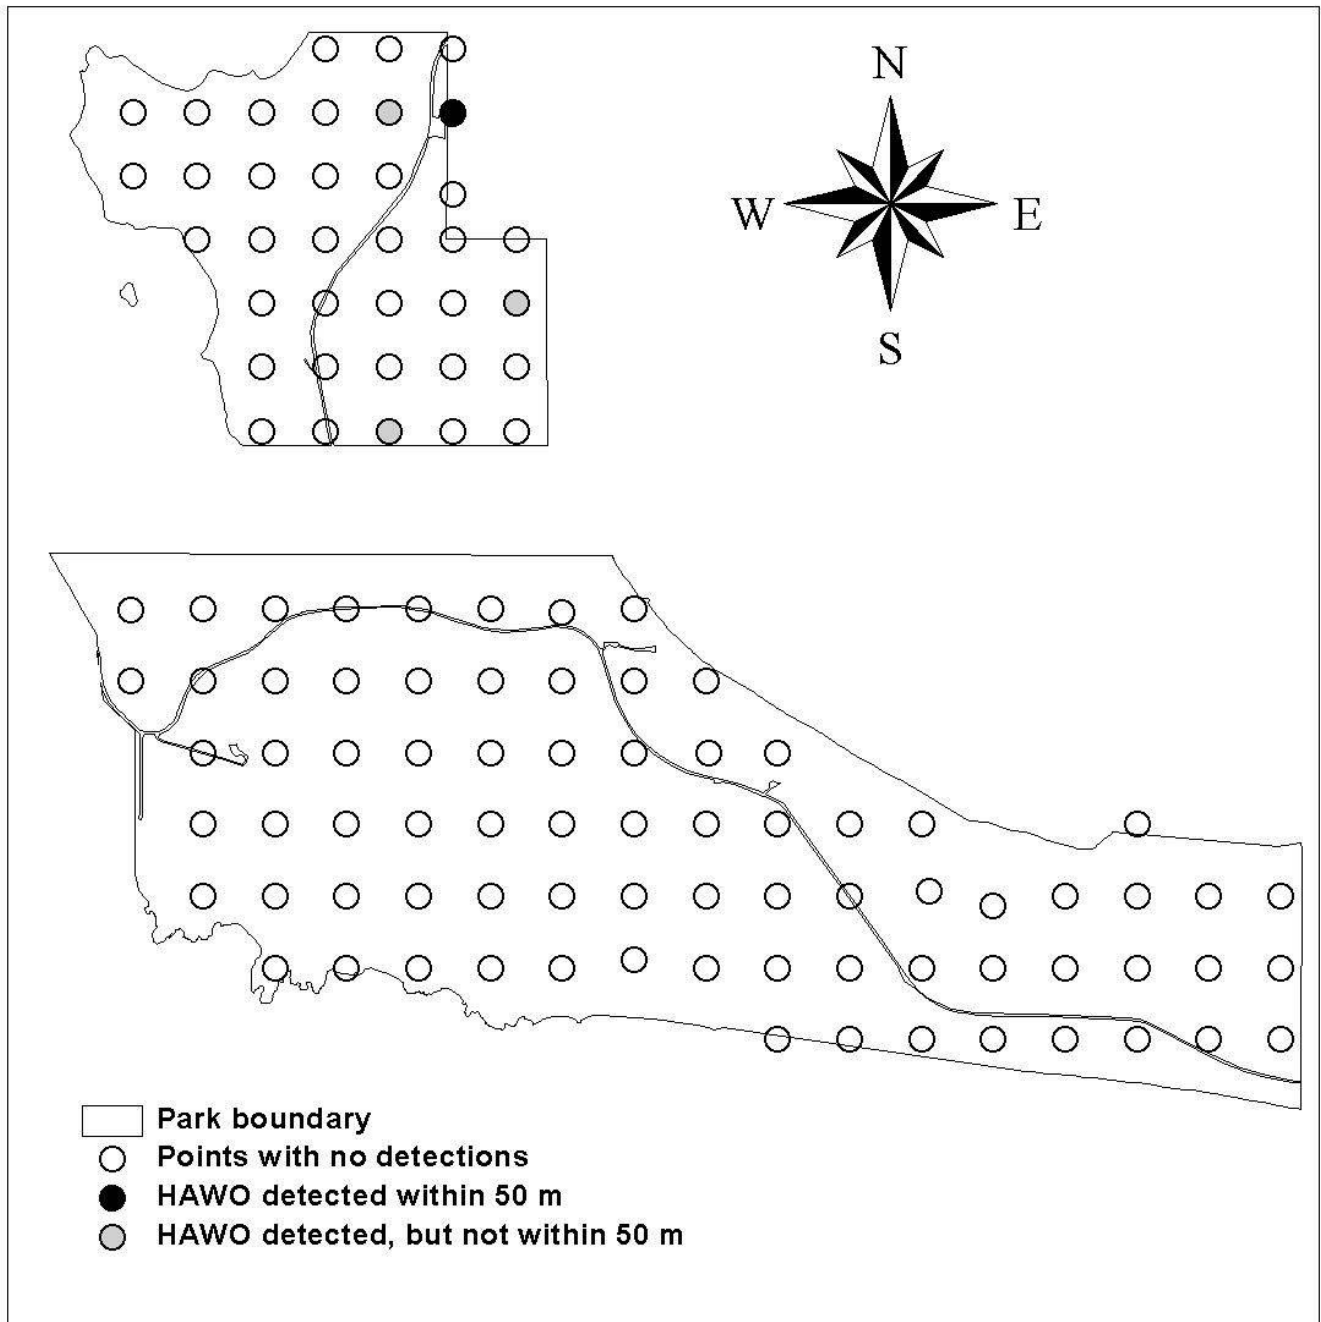 N
W
E
S
Park boundary
Points with no detections
HAWO detected within 50 m
HAWO detected, but not within 50 m